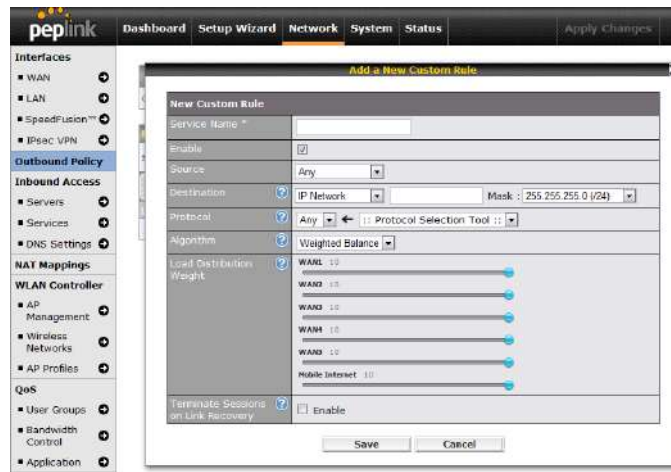 peplink
Dashboard Setup Wizard Network System Status Apply Changes
Interfaces
WAN
LAN
SpeedFusion™
IPsec VPN
Outbound Policy
Inbound Access
Servers
Services
DNS Settings
NAT Mappings
WLAN Controller
AP
Management
Wireless
Networks
AP Profiles
QoS
User Groups
Bandwidth
Control
Application
Add a New Custom Rule
New Custom Rule
Service Name *
Enable
Source Any
Destination ? IP Network Mask : 255.255.255.0 (/24)
Protocol ? Any ← :: Protocol Selection Tool ::
Algorithm ? Weighted Balance
Load Distribution
Weight ?
WAN1 10
WAN2 10
WAN3 10
WAN4 10
WAN5 10
Mobile Internet 10
Terminate Sessions
on Link Recovery ? Enable
Save Cancel